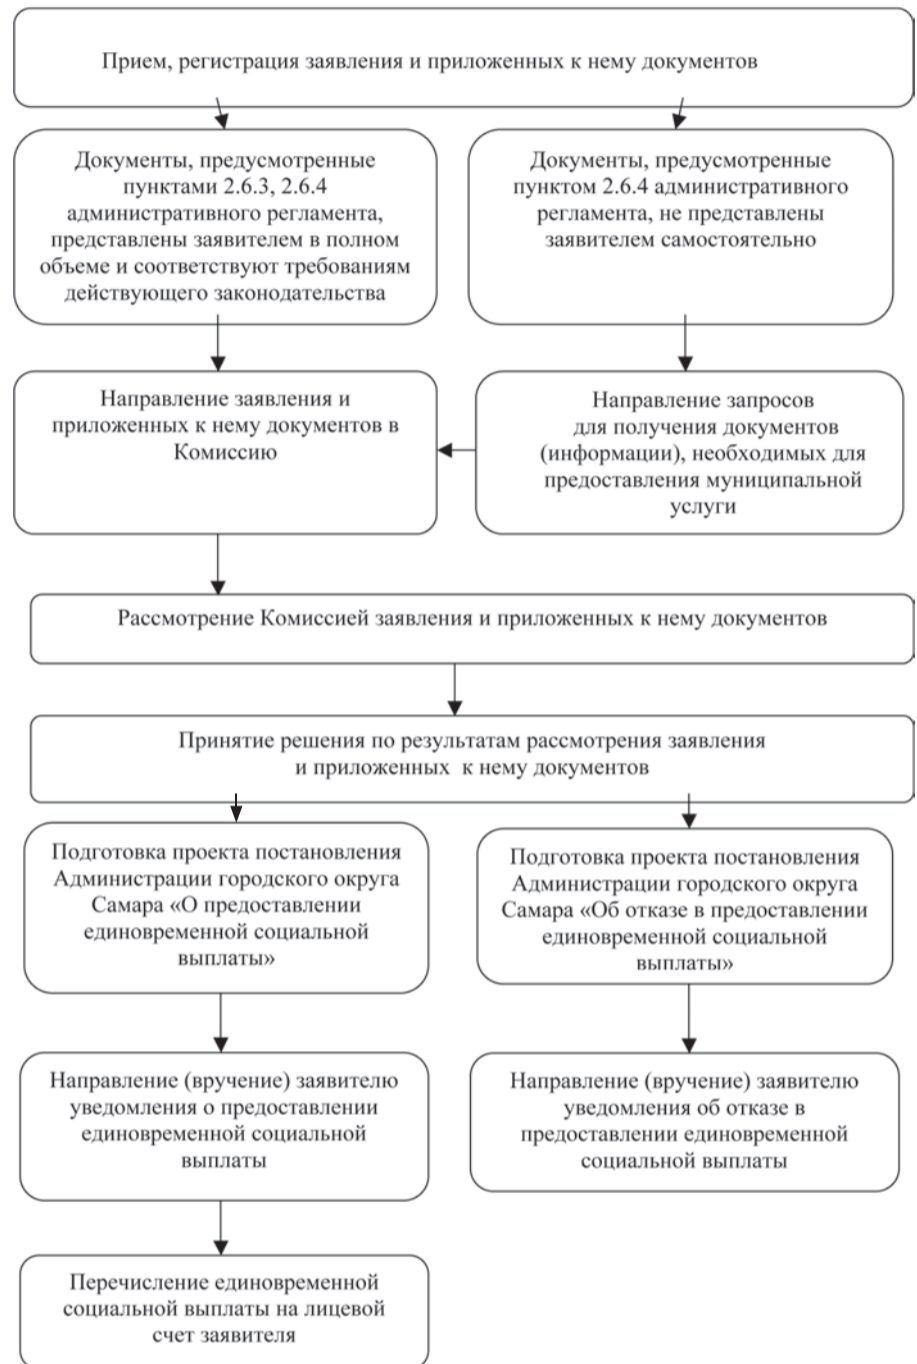 Прием, регистрация заявления и приложенных к нему документов
Документы, предусмотренные
пунктами 2.6.3, 2.6.4
административного регламента,
представлены заявителем в полном
объеме и соответствуют требованиям
действующего законодательства
Документы, предусмотренные
пунктом 2.6.4 административного
регламента, не представлены
заявителем самостоятельно
Направление заявления и
приложенных к нему документов в
Комиссию
Направление запросов
для получения документов
(информации), необходимых для
предоставления муниципальной
услуги
Рассмотрение Комиссией заявления и приложенных к нему документов
Принятие решения по результатам рассмотрения заявления
и приложенных к нему документов
Подготовка проекта постановления
Администрации городского округа
Самара «О предоставлении
единовременной социальной
выплаты»
Подготовка проекта постановления
Администрации городского округа
Самара «Об отказе в предоставлении
единовременной социальной
выплаты»
Направление (вручение) заявителю
уведомления о предоставлении
единовременной социальной
выплаты
Направление (вручение) заявителю
уведомления об отказе в
предоставлении единовременной
социальной выплаты
Перечисление единовременной
социальной выплаты на лицевой
счет заявителя